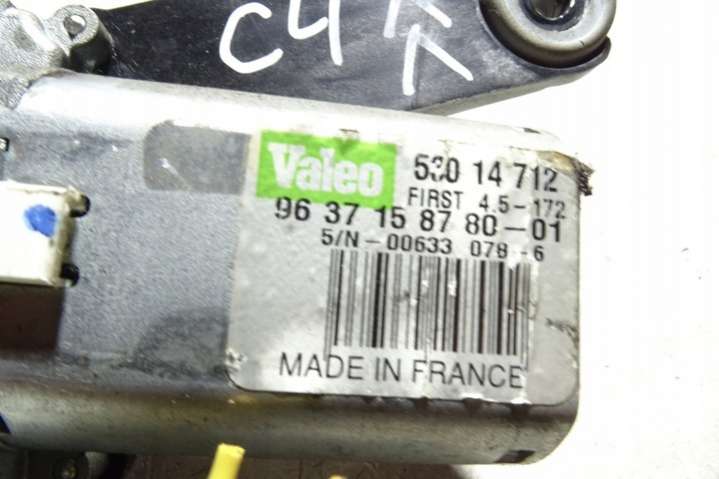 C4
Valeo
530 14 712
FIRST 4.5-172
96 37 15 87 80-01
S/N-00633 078-6
MADE IN FRANCE